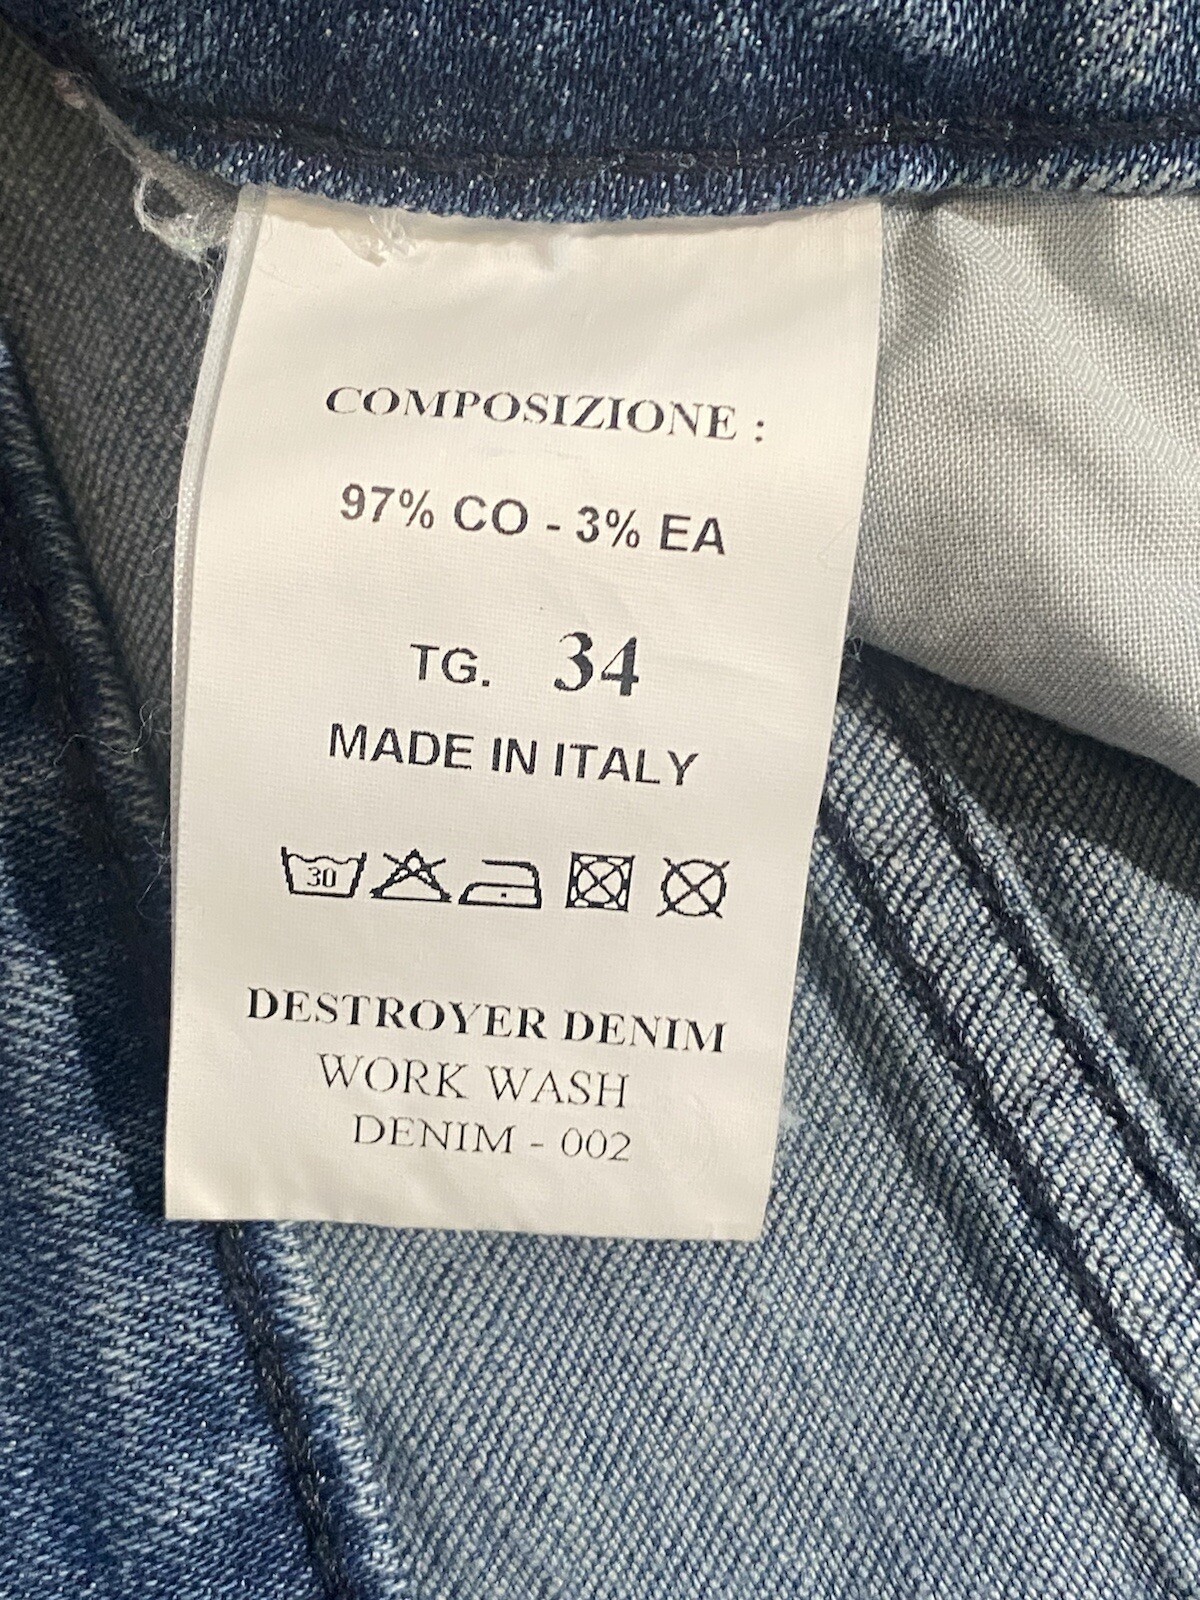 COMPOSIZIONE :
97% CO - 3% EA
TG. 34
MADE IN ITALY
30
DESTROYER DENIM
WORK WASH
DENIM - 002